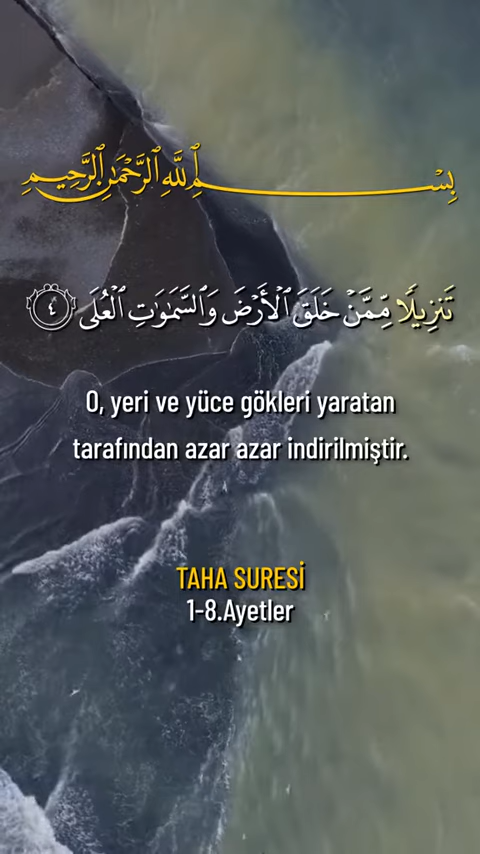 بِسْمِ ٱللَّهِ ٱلرَّحْمَٰنِ ٱلرَّحِيمِ
تَنزِيلًا مِّمَّنْ خَلَقَ ٱلْأَرْضَ وَٱلسَّمَٰوَٰتِ ٱلْعُلَى ٤
O, yeri ve yüce gökleri yaratan
tarafından azar azar indirilmiştir.
TAHA SURESİ
1-8.Ayetler